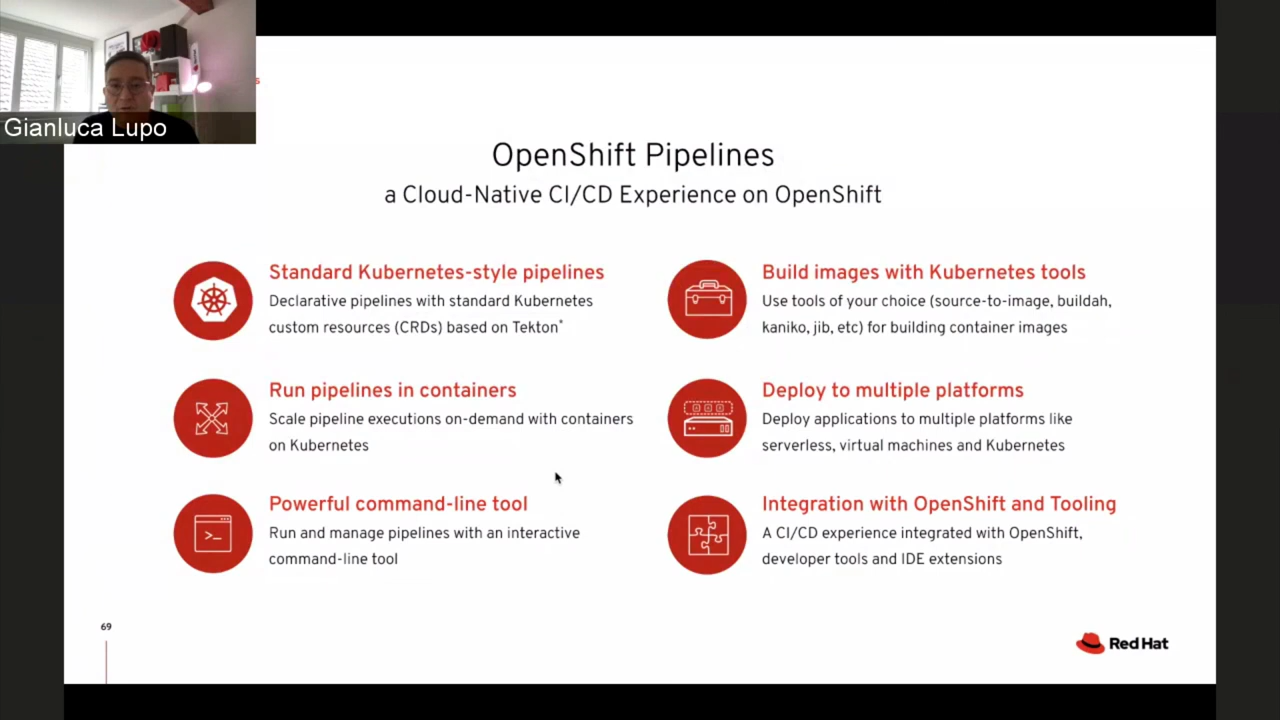 Gianluca Lupo
OpenShift Pipelines
a Cloud-Native CI/CD Experience on OpenShift
Standard Kubernetes-style pipelines
Declarative pipelines with standard Kubernetes
custom resources (CRDs) based on Tekton*
Run pipelines in containers
Scale pipeline executions on-demand with containers
on Kubernetes
Powerful command-line tool
Run and manage pipelines with an interactive
command-line tool
Build images with Kubernetes tools
Use tools of your choice (source-to-image, buildah,
kaniko, jib, etc) for building container images
Deploy to multiple platforms
Deploy applications to multiple platforms like
serverless, virtual machines and Kubernetes
Integration with OpenShift and Tooling
A CI/CD experience integrated with OpenShift,
developer tools and IDE extensions
69
Red Hat